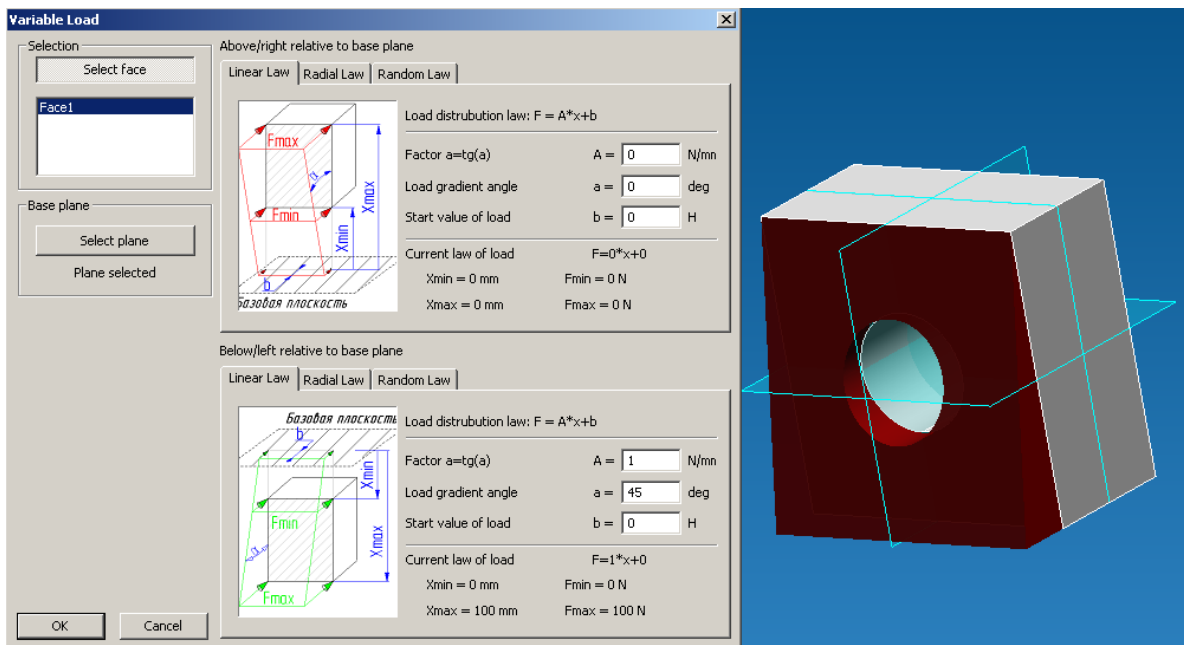 Variable Load
Selection
Select face
Face1
Base plane
Select plane
Plane selected
OK
Cancel
Above/right relative to base plane
Linear Law
Radial Law
Random Law
Fmax
α
Fmin
Xmin
Xmax
b
Базовая плоскость
Load distrubution law: F = A*x+b
Factor a=tg(a) A = 0 N/mn
Load gradient angle a = 0 deg
Start value of load b = 0 H
Current law of load F=0*x+0
Xmin = 0 mm Fmin = 0 N
Xmax = 0 mm Fmax = 0 N
Below/left relative to base plane
Linear Law
Radial Law
Random Law
Базовая плоскость
b
Xmin
Fmin
Xmax
α
Fmax
Load distrubution law: F = A*x+b
Factor a=tg(a) A = 1 N/mn
Load gradient angle a = 45 deg
Start value of load b = 0 H
Current law of load F=1*x+0
Xmin = 0 mm Fmin = 0 N
Xmax = 100 mm Fmax = 100 N